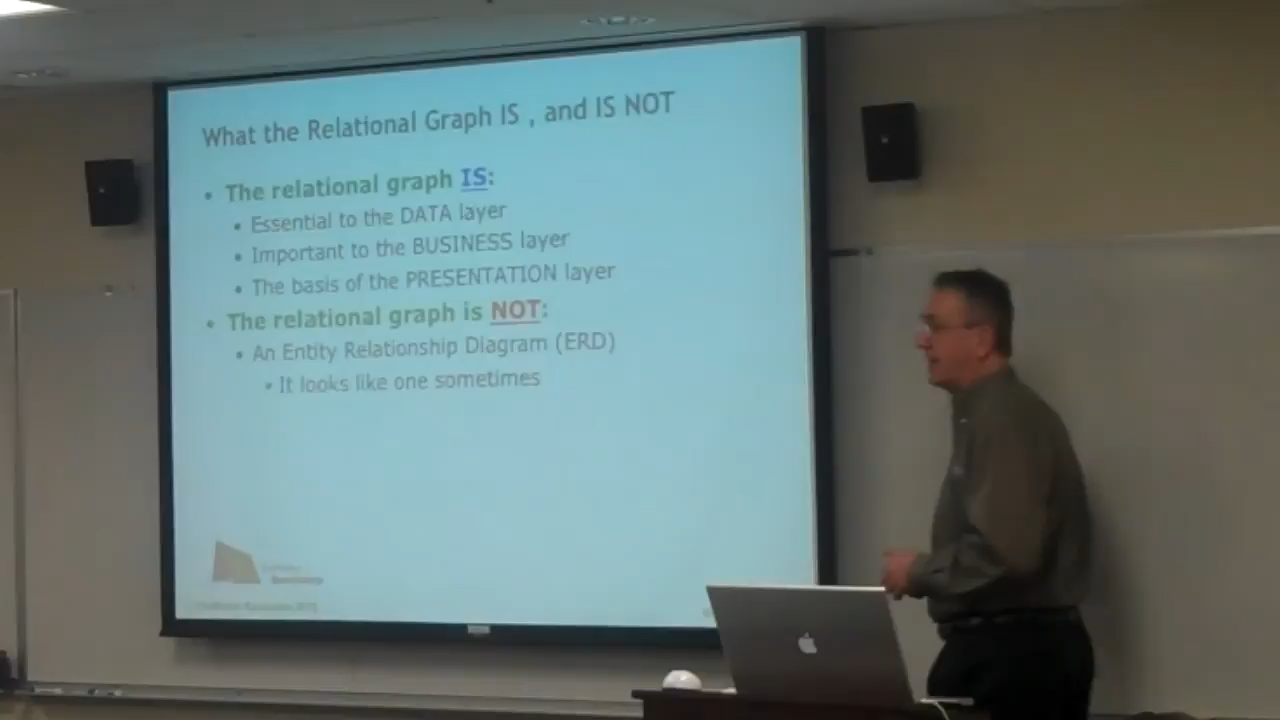 What the Relational Graph IS , and IS NOT
• The relational graph IS:
• Essential to the DATA layer
• Important to the BUSINESS layer
• The basis of the PRESENTATION layer
• The relational graph is NOT:
• An Entity Relationship Diagram (ERD)
• It looks like one sometimes